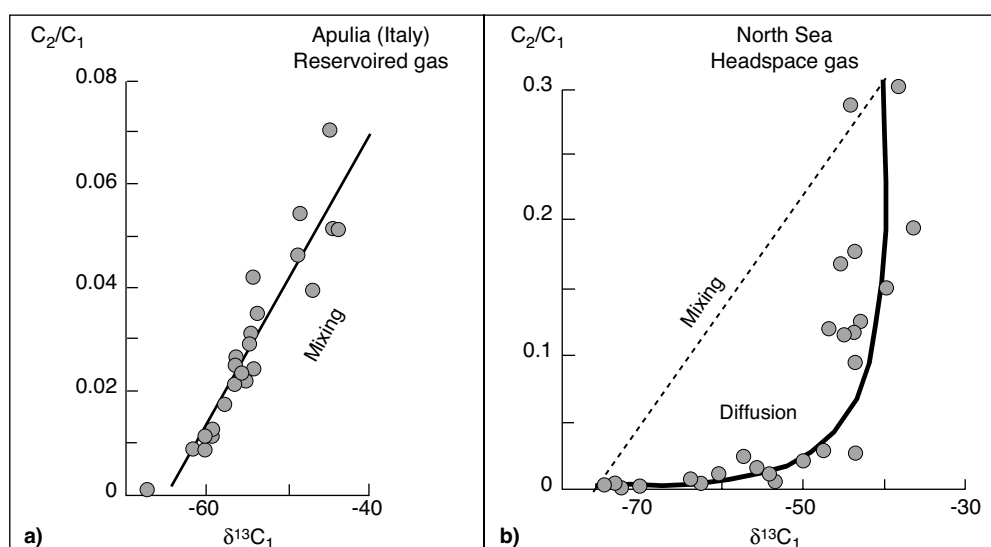 C₂/C₁
Apulia (Italy)
Reservoired gas
0.08
0.06
0.04
0.02
0
Mixing
-60
-40
a)
δ¹³C₁
C₂/C₁
North Sea
Headspace gas
0.3
0.2
0.1
0
Mixing
Diffusion
-70
-50
-30
b)
δ¹³C₁